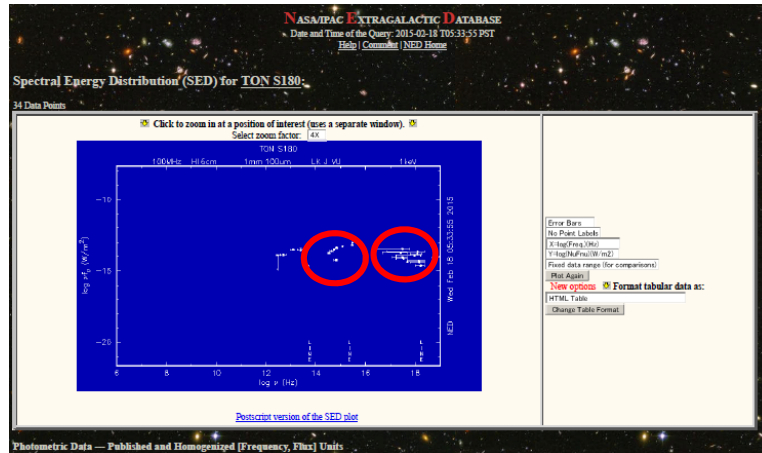 NASA/IPAC EXTRAGALACTIC DATABASE
Date and Time of the Query: 2015-02-18 T05:33:55 PST
Help | Comment | NED Home
Spectral Energy Distribution (SED) for TON S180:
34 Data Points
Click to zoom in at a position of interest (uses a separate window).
Select zoom factor: 4X
TON S180
100MHz HI6cm 1mm 100um LK J VU 1keV
-10
-15
-20
log νFν (W/m²)
Wed Feb 18 05:33:55 2015
NED
L I N E
L I N E
L I N E
6 8 10 12 14 16 18
log ν (Hz)
Postscript version of the SED plot
Error Bars
No Point Labels
X=log(Freq.)(Hz)
Y=log(NuFnu)(W/m2)
Fixed data range (for comparisons)
Plot Again
New options Format tabular data as:
HTML Table
Change Table Format
Photometric Data — Published and Homogenized [Frequency, Flux] Units